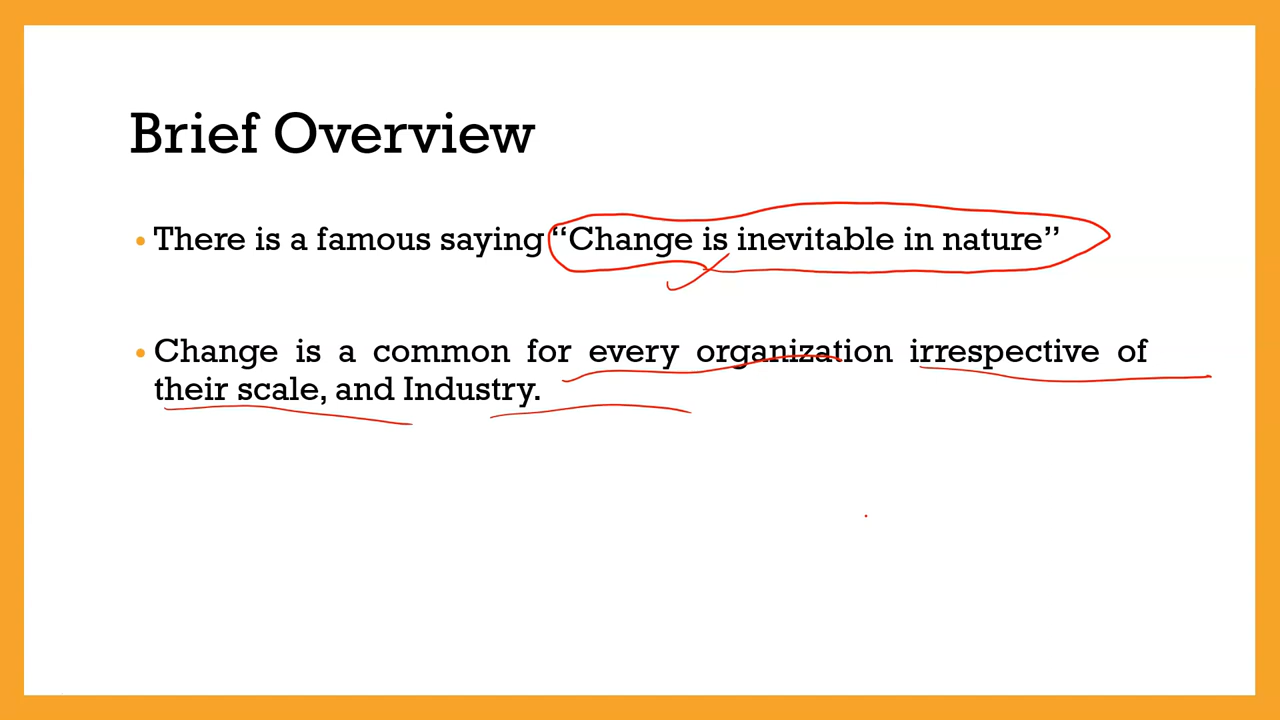 Brief Overview
• There is a famous saying “Change is inevitable in nature”
• Change is a common for every organization irrespective of
their scale, and Industry.